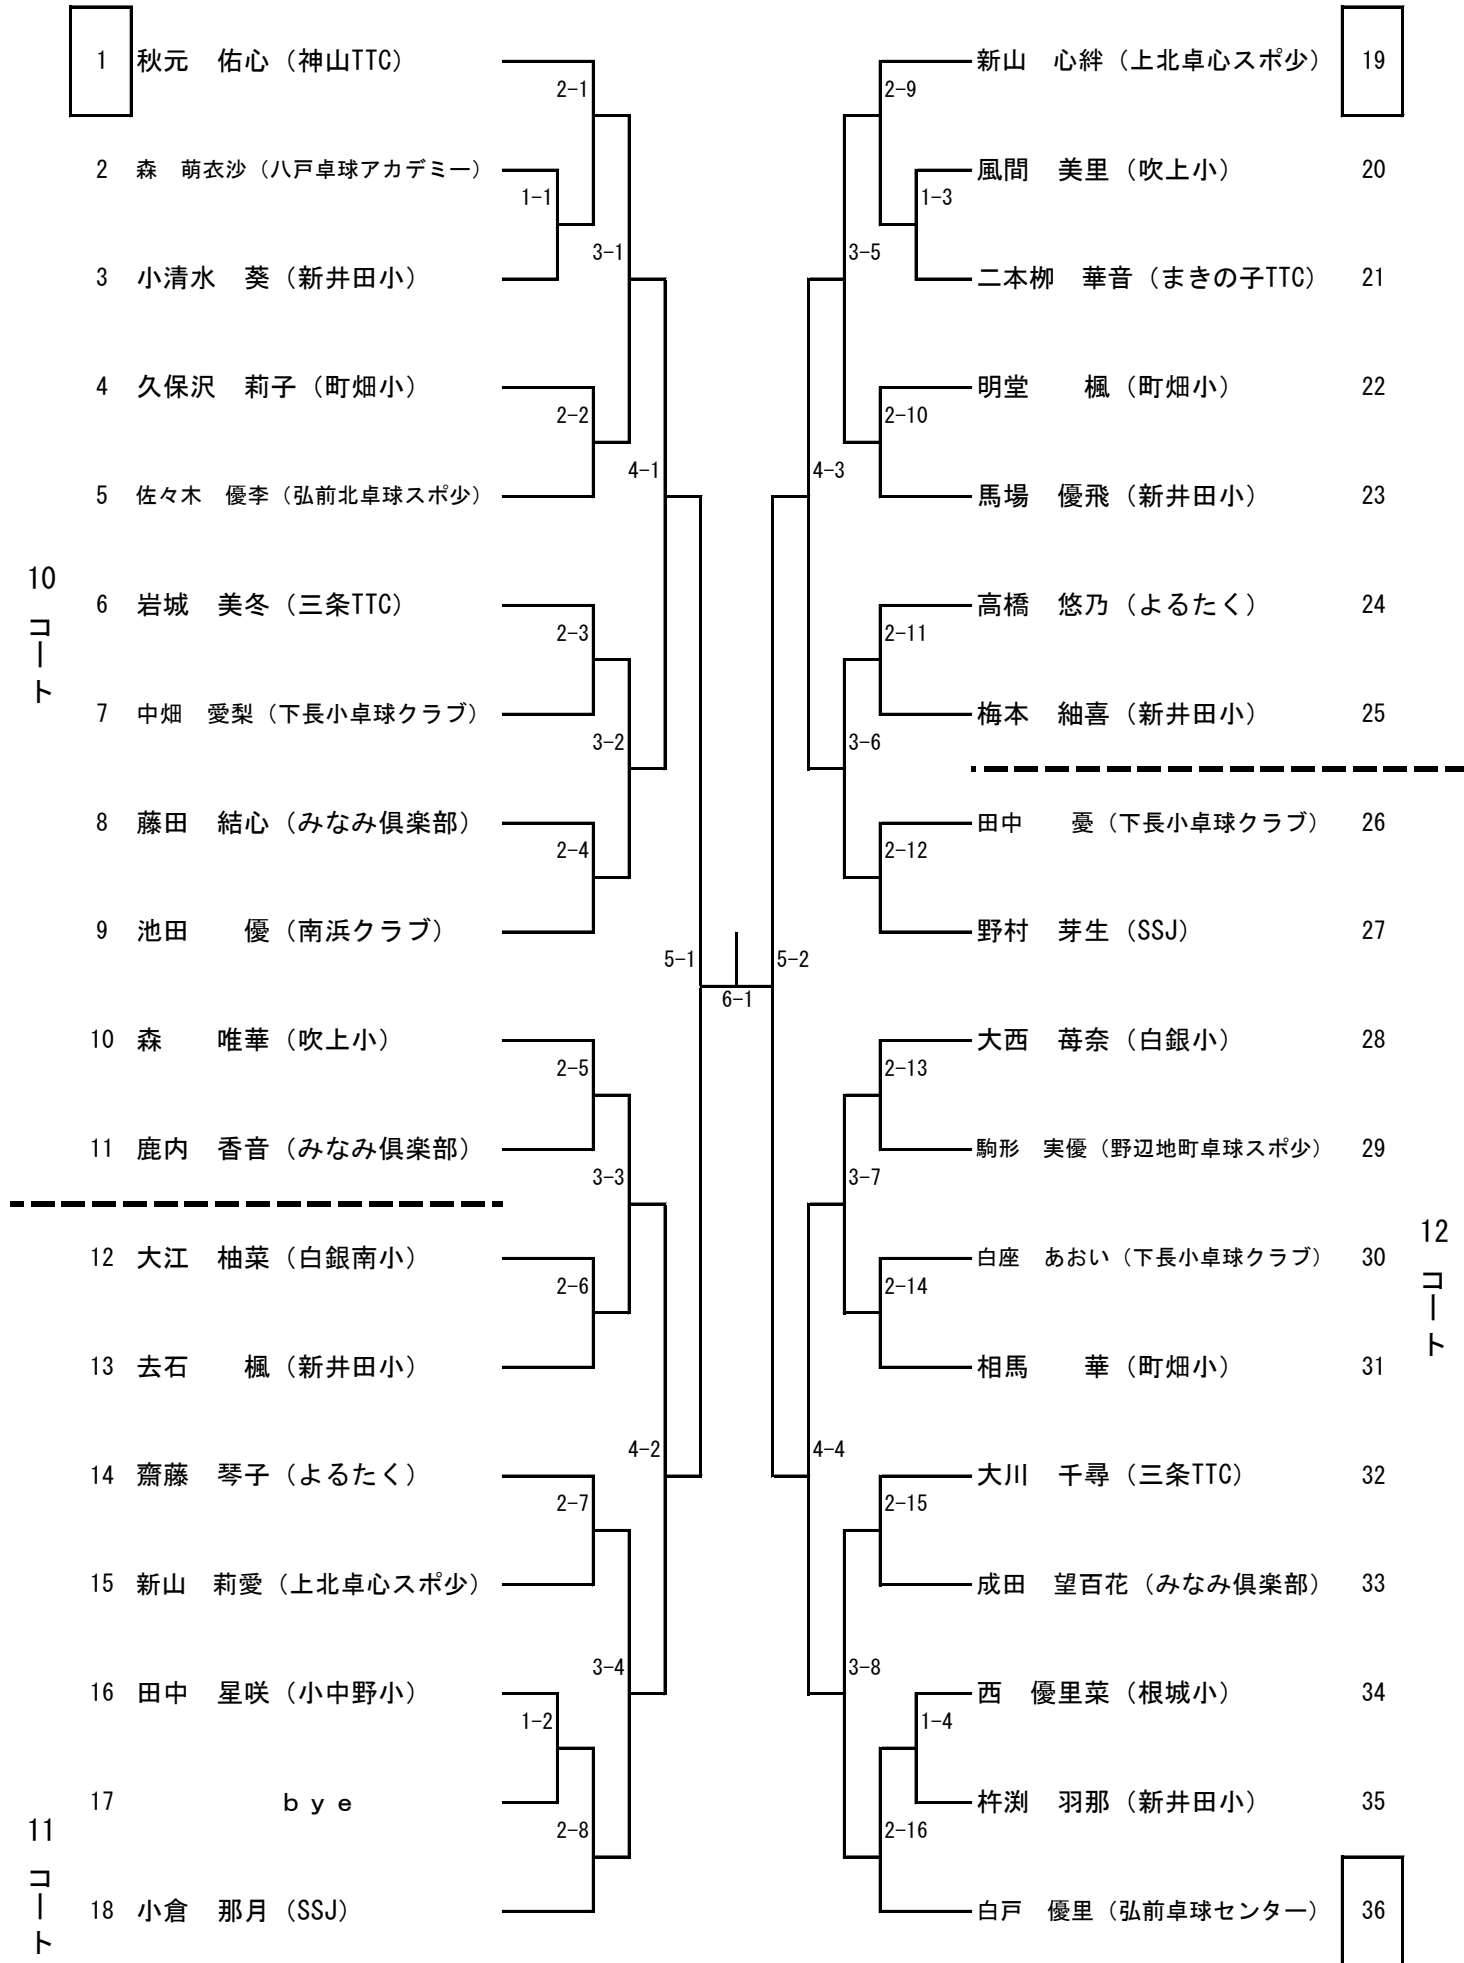 1 秋元　佑心（神山TTC）
2-1
2 森　萌衣沙（八戸卓球アカデミー）
1-1
3 小清水　葵（新井田小）
3-1
4 久保沢　莉子（町畑小）
2-2
4-1
5 佐々木　優李（弘前北卓球スポ少）
10コート
6 岩城　美冬（三条TTC）
2-3
7 中畑　愛梨（下長小卓球クラブ）
3-2
8 藤田　結心（みなみ倶楽部）
2-4
9 池田　　優（南浜クラブ）
5-1
10 森　　唯華（吹上小）
2-5
11 鹿内　香音（みなみ倶楽部）
3-3
12 大江　柚菜（白銀南小）
2-6
13 去石　　楓（新井田小）
4-2
14 齋藤　琴子（よるたく）
2-7
15 新山　莉愛（上北卓心スポ少）
3-4
16 田中　星咲（小中野小）
1-2
17 ｂｙｅ
2-8
11コート
18 小倉　那月（SSJ）
6-1
新山　心絆（上北卓心スポ少） 19
2-9
風間　美里（吹上小） 20
1-3
3-5
二本栁　華音（まきの子TTC） 21
明堂　　楓（町畑小） 22
2-10
4-3
馬場　優飛（新井田小） 23
高橋　悠乃（よるたく） 24
2-11
梅本　紬喜（新井田小） 25
3-6
田中　　憂（下長小卓球クラブ） 26
2-12
野村　芽生（SSJ） 27
5-2
大西　苺奈（白銀小） 28
2-13
駒形　実優（野辺地町卓球スポ少） 29
3-7
12コート
白座　あおい（下長小卓球クラブ） 30
2-14
相馬　　華（町畑小） 31
4-4
大川　千尋（三条TTC） 32
2-15
成田　望百花（みなみ倶楽部） 33
3-8
西　優里菜（根城小） 34
1-4
杵渕　羽那（新井田小） 35
2-16
白戸　優里（弘前卓球センター） 36